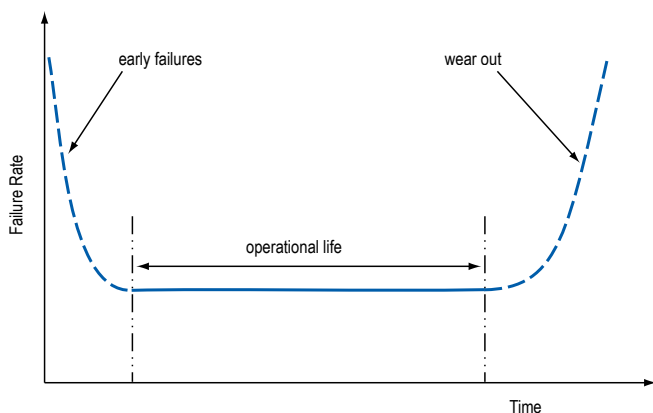 early failures
wear out
Failure Rate
operational life
Time